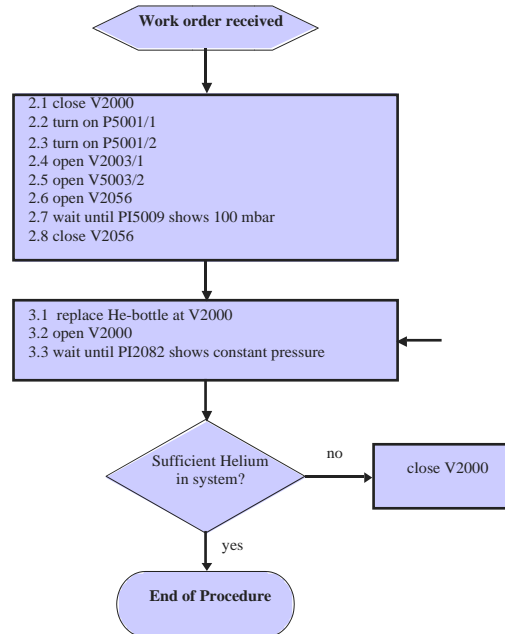 Work order received
2.1 close V2000
2.2 turn on P5001/1
2.3 turn on P5001/2
2.4 open V2003/1
2.5 open V5003/2
2.6 open V2056
2.7 wait until PI5009 shows 100 mbar
2.8 close V2056
3.1 replace He-bottle at V2000
3.2 open V2000
3.3 wait until PI2082 shows constant pressure
Sufficient Helium
in system?
no
close V2000
yes
End of Procedure